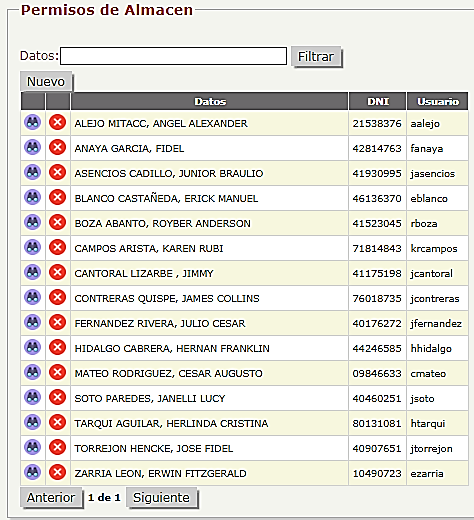 Permisos de Almacen
Datos: Filtrar
Nuevo
Datos DNI Usuario
ALEJO MITACC, ANGEL ALEXANDER 21538376 aalejo
ANAYA GARCIA, FIDEL 42814763 fanaya
ASENCIOS CADILLO, JUNIOR BRAULIO 41930995 jasencios
BLANCO CASTAÑEDA, ERICK MANUEL 46136370 eblanco
BOZA ABANTO, ROYBER ANDERSON 41523045 rboza
CAMPOS ARISTA, KAREN RUBI 71814843 krcampos
CANTORAL LIZARBE , JIMMY 41175198 jcantoral
CONTRERAS QUISPE, JAMES COLLINS 76018735 jcontreras
FERNANDEZ RIVERA, JULIO CESAR 40176272 jfernandez
HIDALGO CABRERA, HERNAN FRANKLIN 44246585 hhidalgo
MATEO RODRIGUEZ, CESAR AUGUSTO 09846633 cmateo
SOTO PAREDES, JANELLI LUCY 40460251 jsoto
TARQUI AGUILAR, HERLINDA CRISTINA 80131081 htarqui
TORREJON HENCKE, JOSE FIDEL 40907651 jtorrejon
ZARRIA LEON, ERWIN FITZGERALD 10490723 ezarria
Anterior 1 de 1 Siguiente